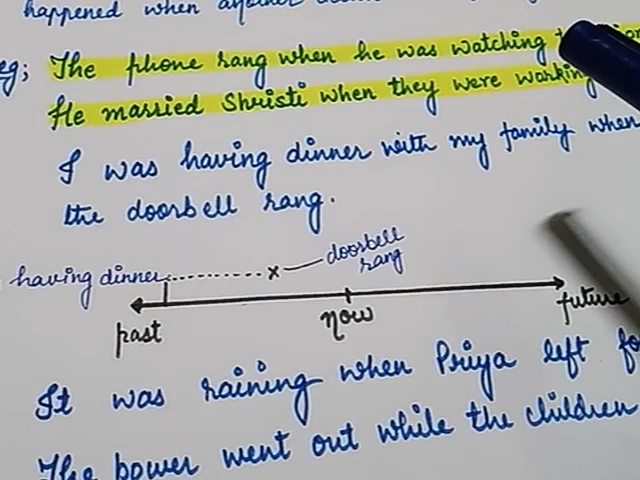 happened when another
eg; The phone rang when he was watching
He married Shristi when they were working
I was having dinner with my family when
the doorbell rang.
having dinner
doorbell
rang
past
now
future
It was raining when Priya left
The power went out while the children